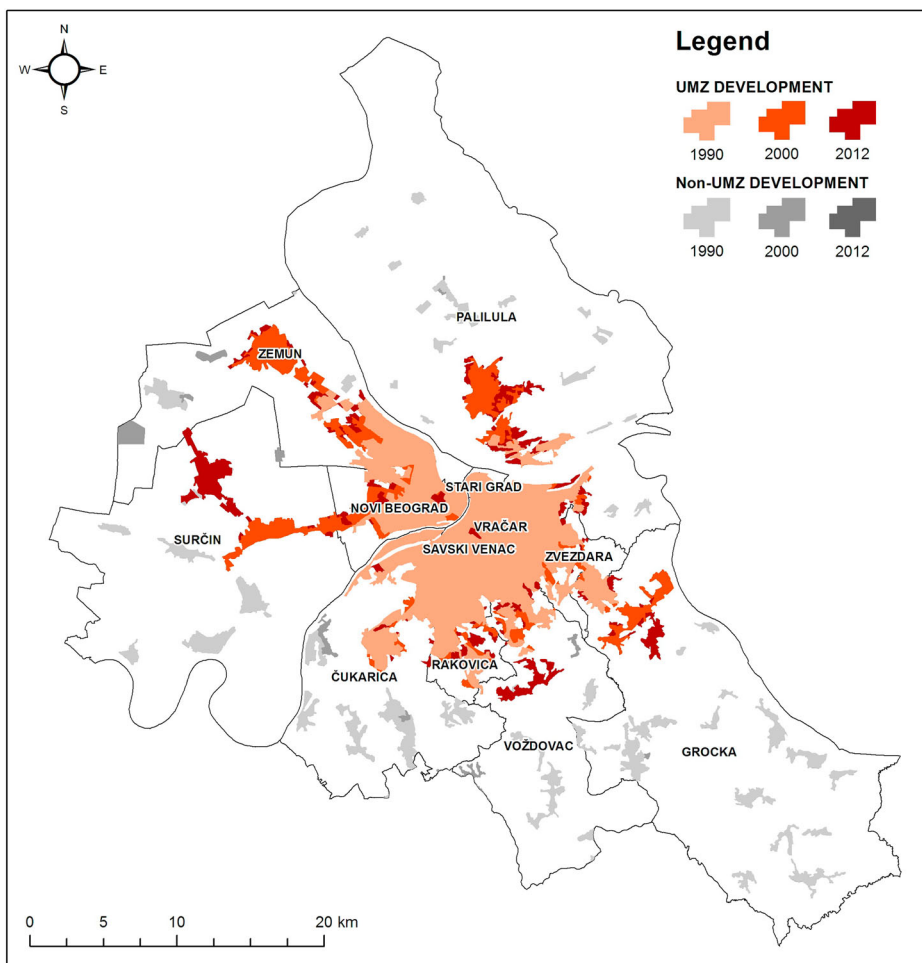 N
W E
S
Legend
UMZ DEVELOPMENT
1990 2000 2012
Non-UMZ DEVELOPMENT
1990 2000 2012
PALILULA
ZEMUN
STARI GRAD
NOVI BEOGRAD
VRAČAR
SURČIN
SAVSKI VENAC
ZVEZDARA
RAKOVICA
ČUKARICA
VOŽDOVAC
GROCKA
0 5 10 20 km